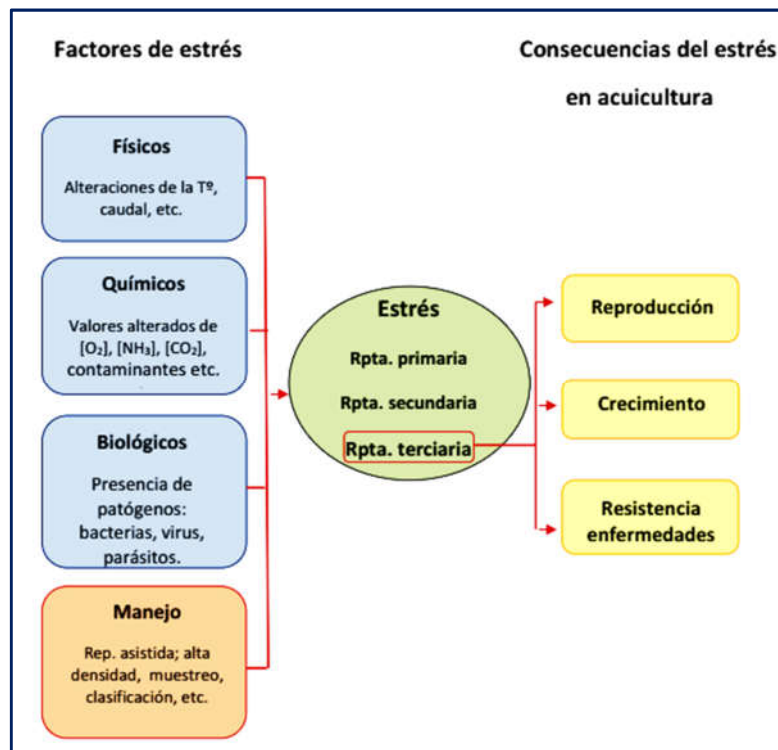 Factores de estrés
Físicos
Alteraciones de la Tº,
caudal, etc.
Químicos
Valores alterados de
[O₂], [NH₃], [CO₂],
contaminantes etc.
Biológicos
Presencia de
patógenos:
bacterias, virus,
parásitos.
Manejo
Rep. asistida; alta
densidad, muestreo,
clasificación, etc.
Estrés
Rpta. primaria
Rpta. secundaria
Rpta. terciaria
Consecuencias del estrés
en acuicultura
Reproducción
Crecimiento
Resistencia
enfermedades